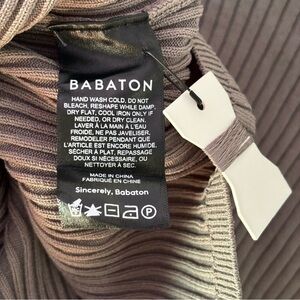 BABATON
HAND WASH COLD, DO NOT
BLEACH, RESHAPE WHILE DAMP,
DRY FLAT, COOL IRON ONLY IF
NEEDED, OR DRY CLEAN.
LAVER À LA MAIN À L'EAU
FROIDE, NE PAS JAVELISER,
REMODELER PENDANT QUE
L'ARTICLE EST ENCORE HUMIDE,
SÉCHER À PLAT, REPASSAGE
DOUX SI NÉCESSAIRE, OU
NETTOYER À SEC.
MADE IN CHINA
FABRIQUÉ EN CHINE
Sincerely, Babaton